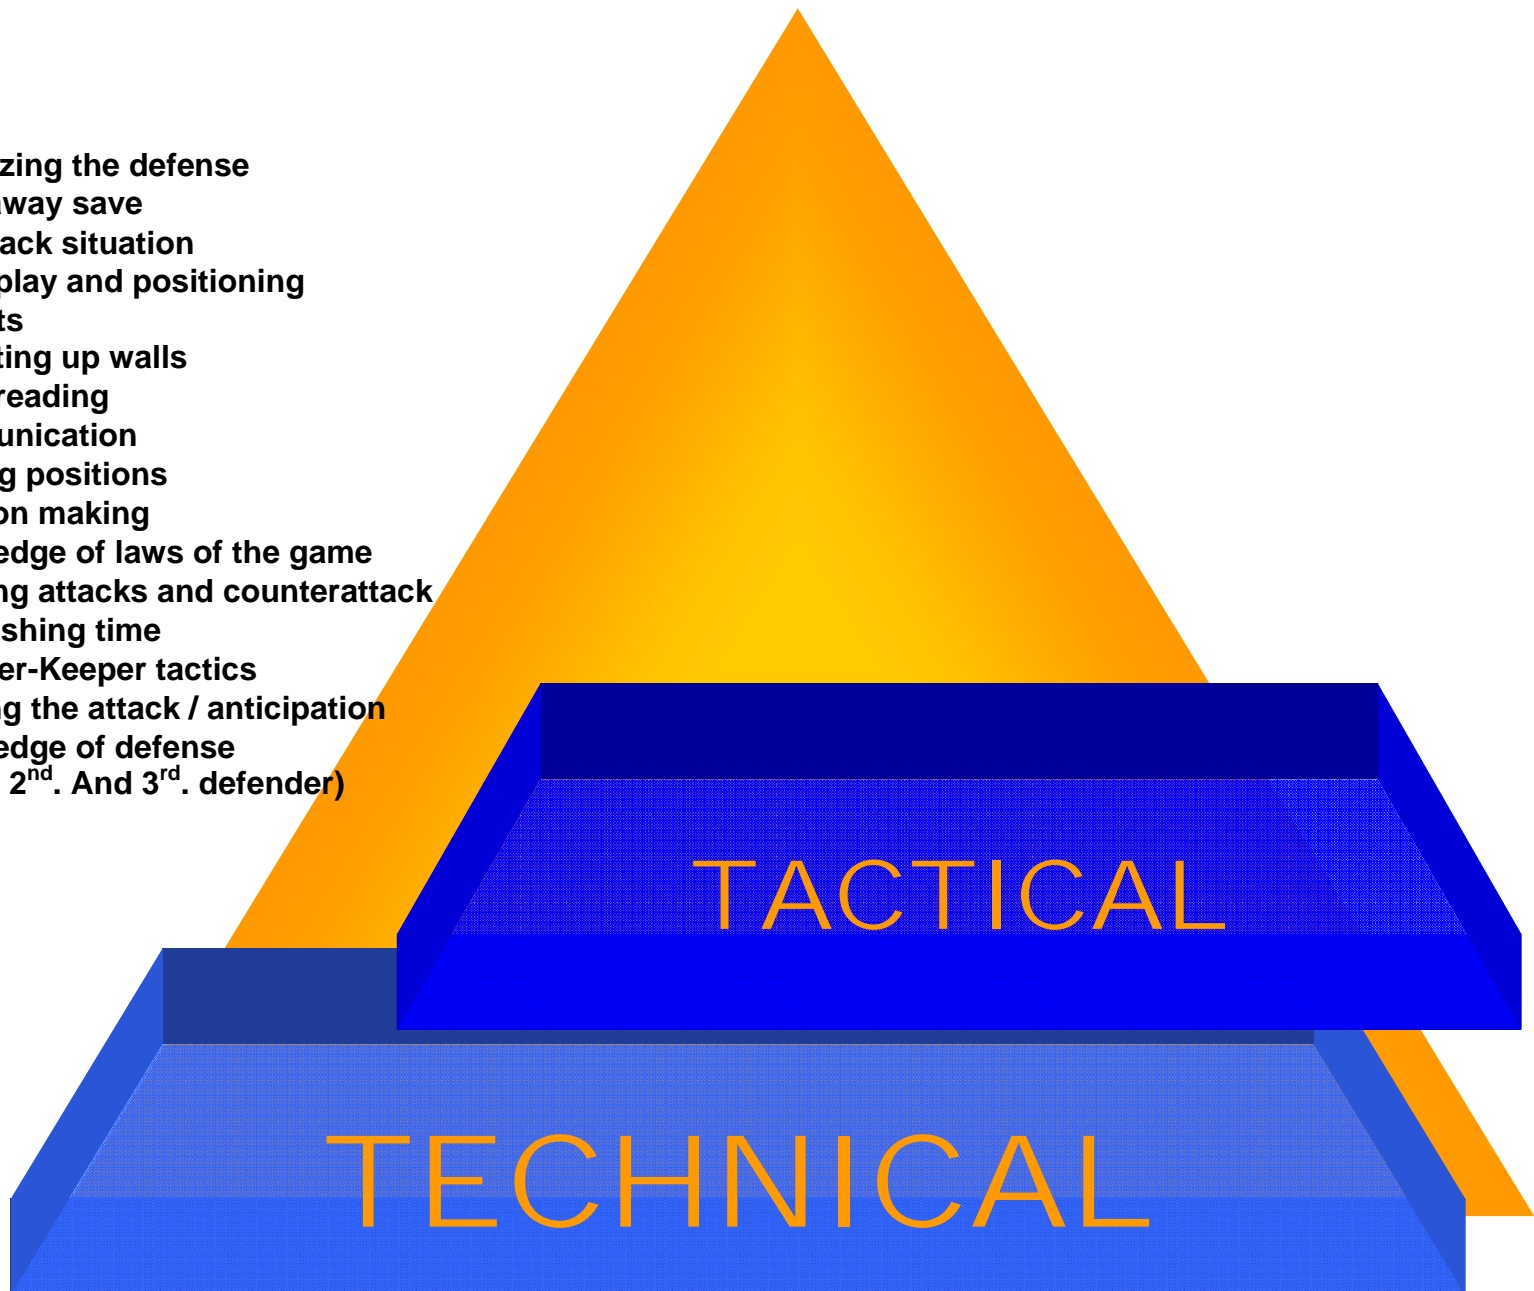 zing the defense
away save
ack situation
play and positioning
ts
ting up walls
reading
unication
g positions
on making
edge of laws of the game
ng attacks and counterattack
shing time
er-Keeper tactics
ng the attack / anticipation
edge of defense
2nd. And 3rd. defender)
TACTICAL
TECHNICAL